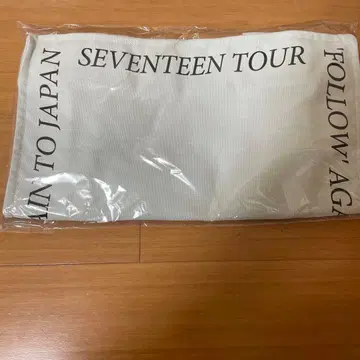 SEVENTEEN TOUR
'FOLLOW' AGA
AIN TO JAPAN